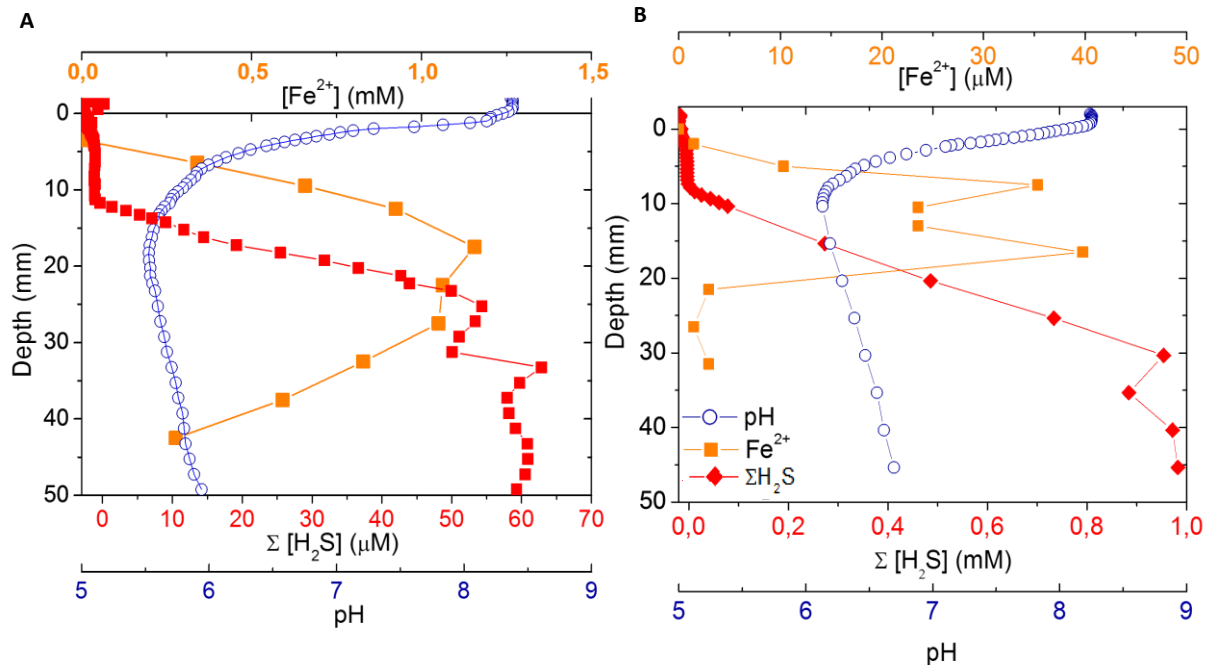 A
0,0 0,5 1,0 1,5
[Fe²⁺] (mM)
0
10
20
30
40
50
Depth (mm)
0 10 20 30 40 50 60 70
Σ [H₂S] (μM)
5 6 7 8 9
pH
B
0 10 20 30 40 50
[Fe²⁺] (μM)
0
10
20
30
40
50
Depth (mm)
pH
Fe²⁺
ΣH₂S
0,0 0,2 0,4 0,6 0,8 1,0
Σ [H₂S] (mM)
5 6 7 8 9
pH